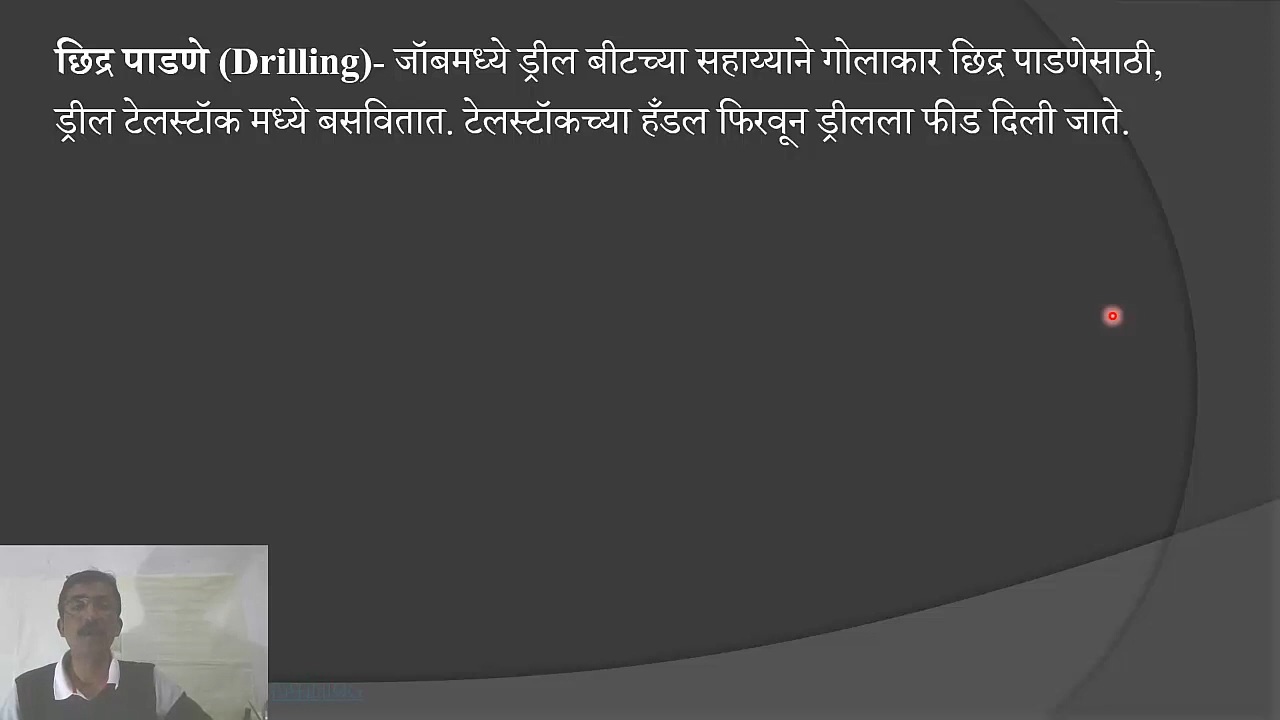 छिद्र पाडणे (Drilling)- जॉबमध्ये ड्रील बीटच्या सहाय्याने गोलाकार छिद्र पाडणेसाठी,
ड्रील टेलस्टॉक मध्ये बसवितात. टेलस्टॉकच्या हँडल फिरवून ड्रीलला फीड दिली जाते.